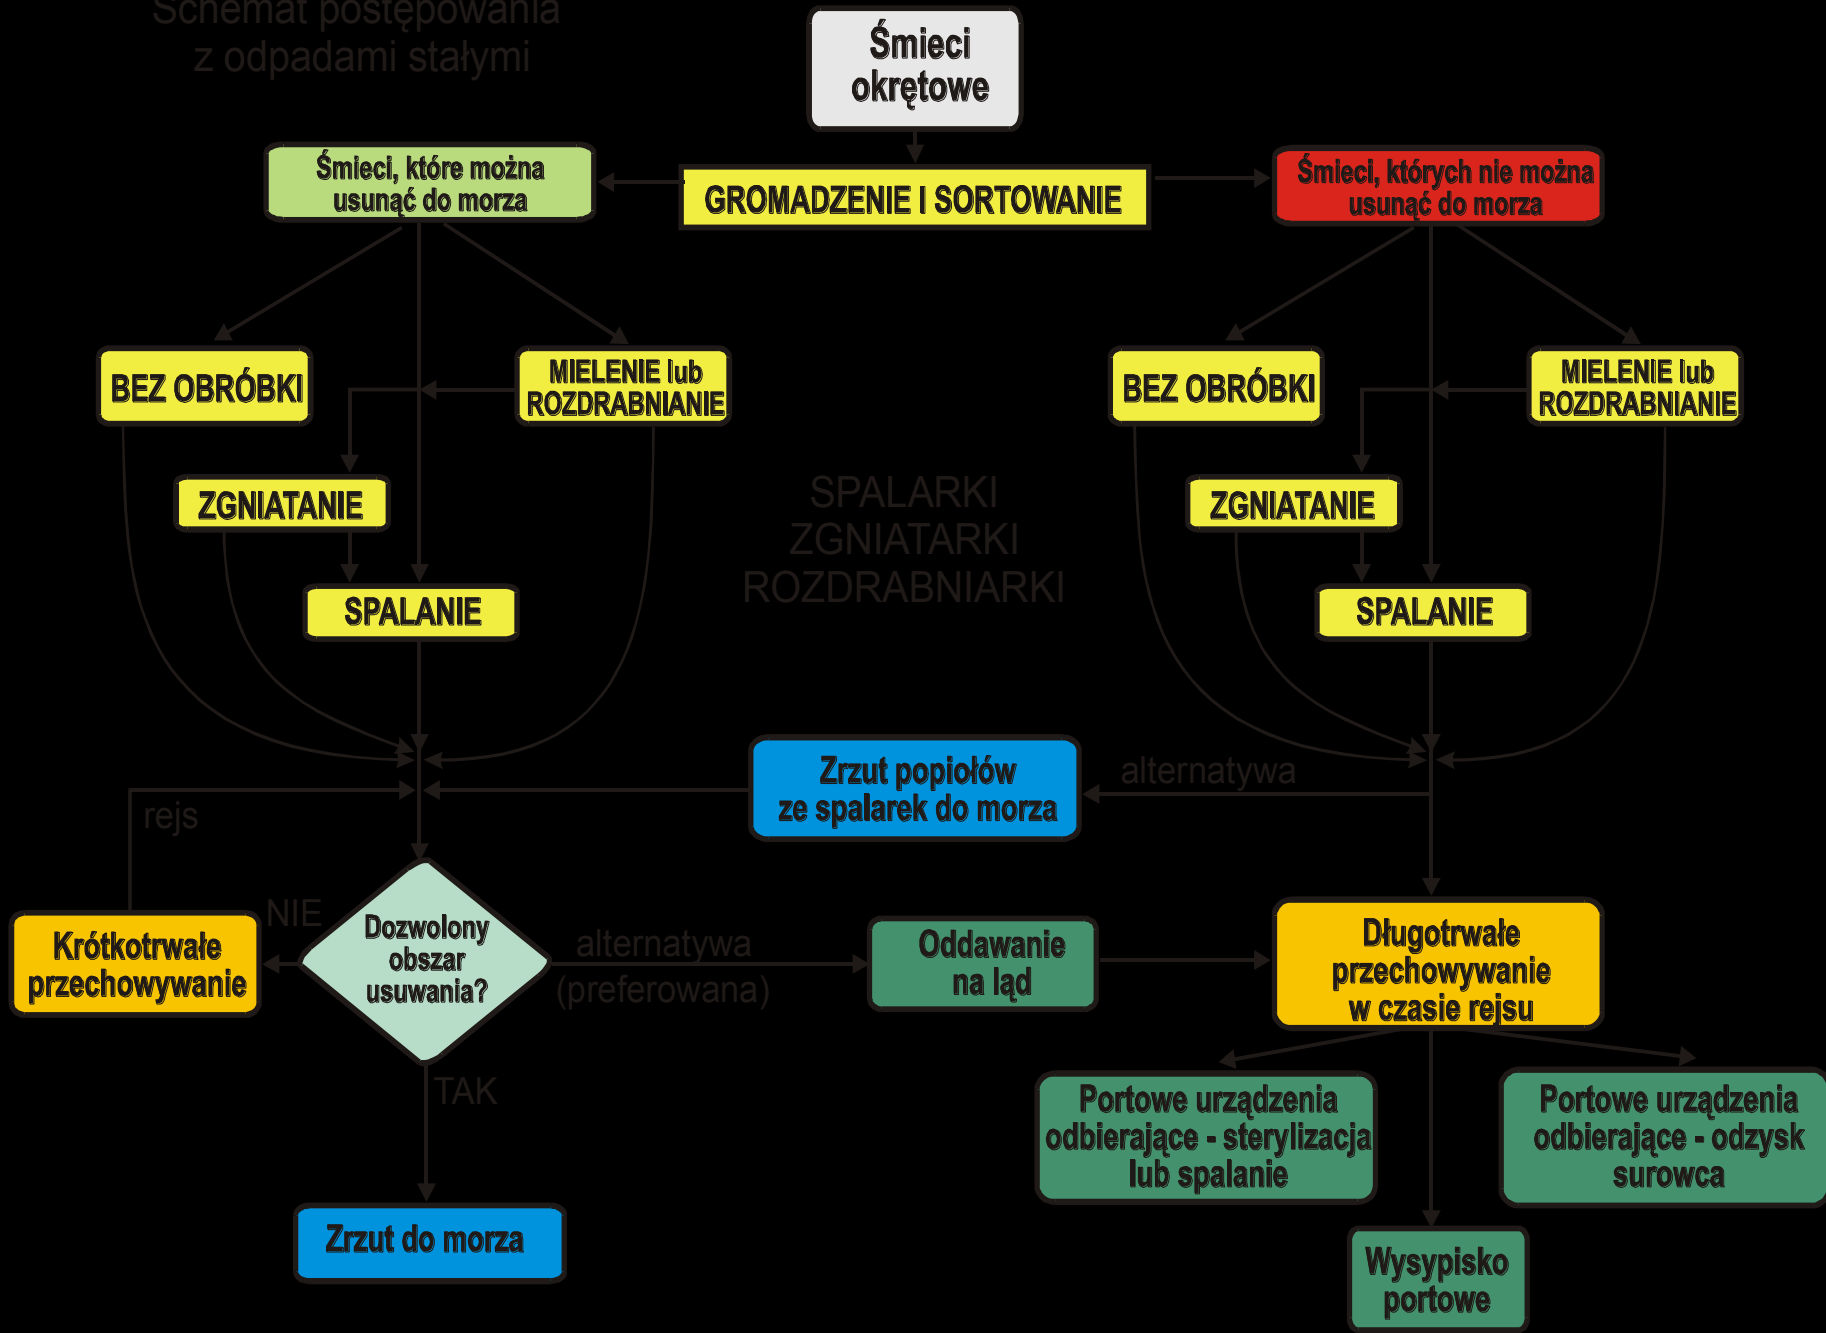 Schemat postępowania
z odpadami stałymi
Śmieci
okrętowe
Śmieci, które można
usunąć do morza
GROMADZENIE I SORTOWANIE
Śmieci, których nie można
usunąć do morza
BEZ OBRÓBKI
MIELENIE lub
ROZDRABNIANIE
ZGNIATANIE
SPALANIE
SPALARKI
ZGNIATARKI
ROZDRABNIARKI
BEZ OBRÓBKI
MIELENIE lub
ROZDRABNIANIE
ZGNIATANIE
SPALANIE
Zrzut popiołów
ze spalarek do morza
alternatywa
rejs
NIE
Krótkotrwałe
przechowywanie
Dozwolony
obszar
usuwania?
alternatywa
(preferowana)
Oddawanie
na ląd
Długotrwałe
przechowywanie
w czasie rejsu
TAK
Zrzut do morza
Portowe urządzenia
odbierające - sterylizacja
lub spalanie
Portowe urządzenia
odbierające - odzysk
surowca
Wysypisko
portowe